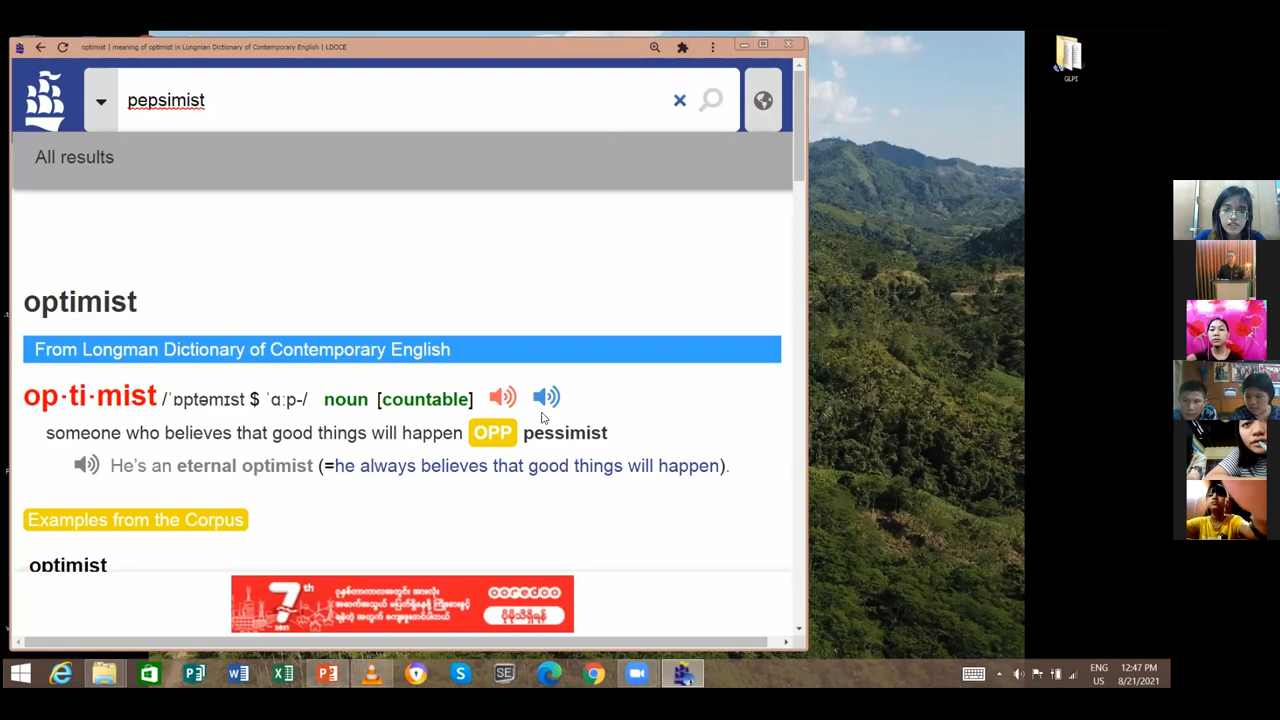 optimist | meaning of optimist in Longman Dictionary of Contemporary English | LDOCE
pepsimist
All results
optimist
From Longman Dictionary of Contemporary English
op·ti·mist /ˈɒptəmɪst $ ˈɑːp-/ noun [countable]
someone who believes that good things will happen OPP pessimist
He's an eternal optimist (=he always believes that good things will happen).
Examples from the Corpus
optimist
7th
2021
ooredoo
GLPI
ENG
US
12:47 PM
8/21/2021